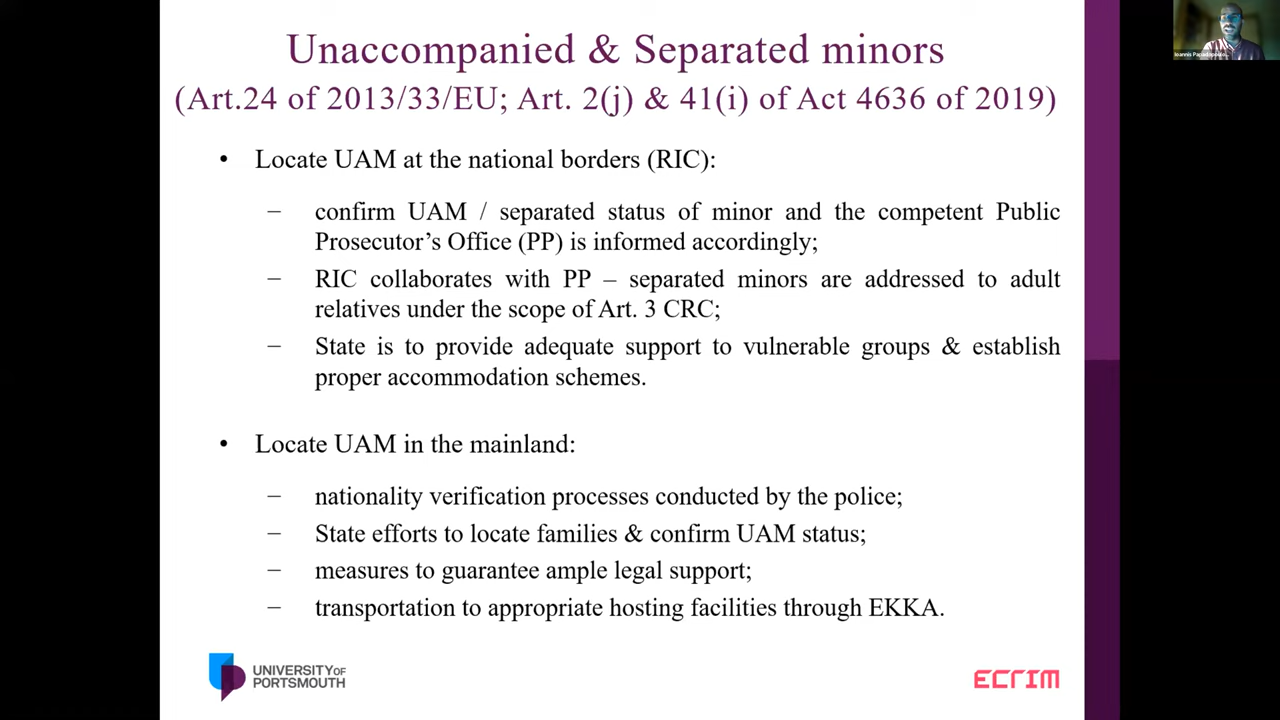 Unaccompanied & Separated minors
(Art.24 of 2013/33/EU; Art. 2(j) & 41(i) of Act 4636 of 2019)
• Locate UAM at the national borders (RIC):
– confirm UAM / separated status of minor and the competent Public
Prosecutor’s Office (PP) is informed accordingly;
– RIC collaborates with PP – separated minors are addressed to adult
relatives under the scope of Art. 3 CRC;
– State is to provide adequate support to vulnerable groups & establish
proper accommodation schemes.
• Locate UAM in the mainland:
– nationality verification processes conducted by the police;
– State efforts to locate families & confirm UAM status;
– measures to guarantee ample legal support;
– transportation to appropriate hosting facilities through EKKA.
UNIVERSITY OF
PORTSMOUTH
ECRIM
Ioannis